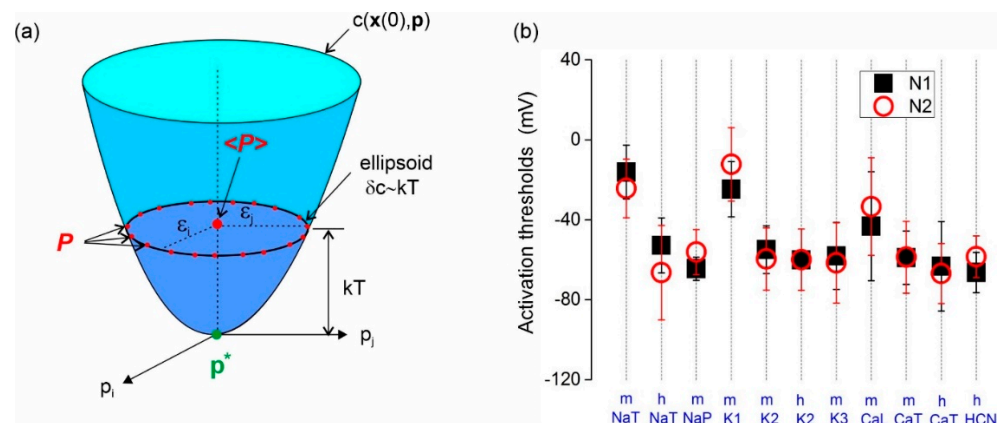 (a)
c(x(0),p)
<P>
ellipsoid
δc~kT
εi
εj
P
kT
pj
p*
pi
(b)
Activation thresholds (mV)
40
0
-40
-80
-120
N1
N2
m h m m m h m m m h h
NaT NaT NaP K1 K2 K2 K3 CaL CaT CaT HCN